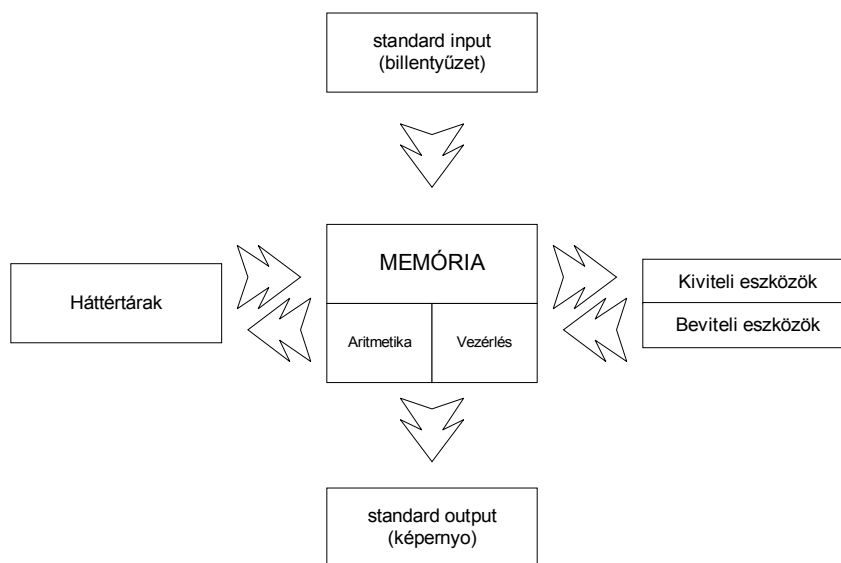 standard input
(billentyűzet)
MEMÓRIA
Háttértárak
Aritmetika
Vezérlés
Kiviteli eszközök
Beviteli eszközök
standard output
(képernyo)